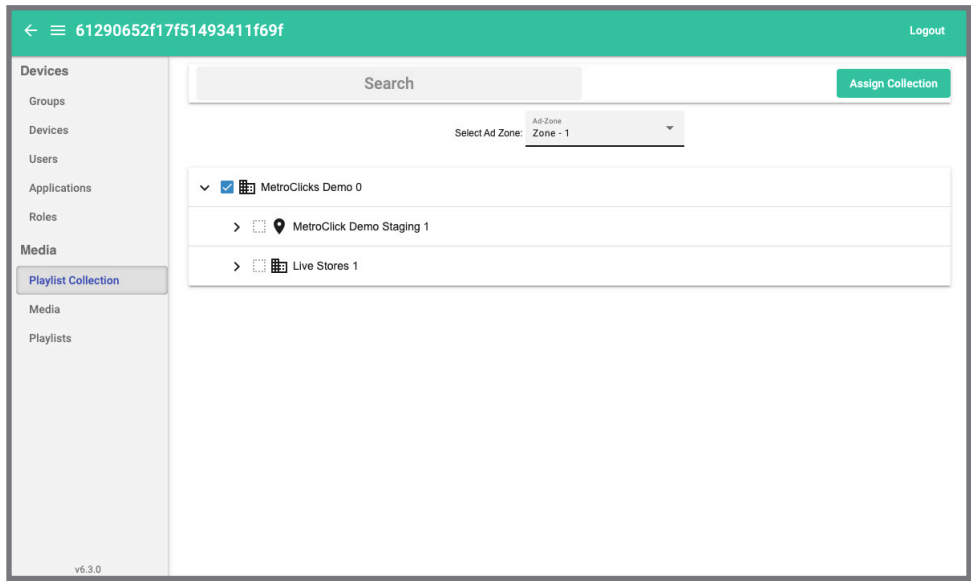 61290652f17f51493411f69f
Logout
Devices
Groups
Devices
Users
Applications
Roles
Media
Playlist Collection
Media
Playlists
v6.3.0
Search
Assign Collection
Select Ad Zone:
Ad-Zone
Zone - 1
MetroClicks Demo 0
MetroClick Demo Staging 1
Live Stores 1